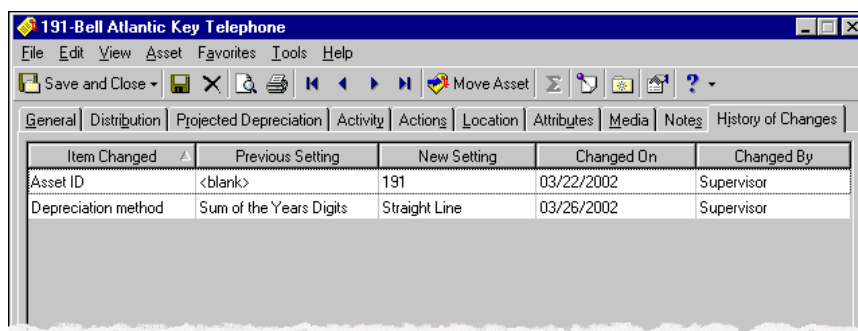 191-Bell Atlantic Key Telephone
File Edit View Asset Favorites Tools Help
Save and Close Move Asset Σ ?
General Distribution Projected Depreciation Activity Actions Location Attributes Media Notes History of Changes
Item Changed Previous Setting New Setting Changed On Changed By
Asset ID <blank> 191 03/22/2002 Supervisor
Depreciation method Sum of the Years Digits Straight Line 03/26/2002 Supervisor